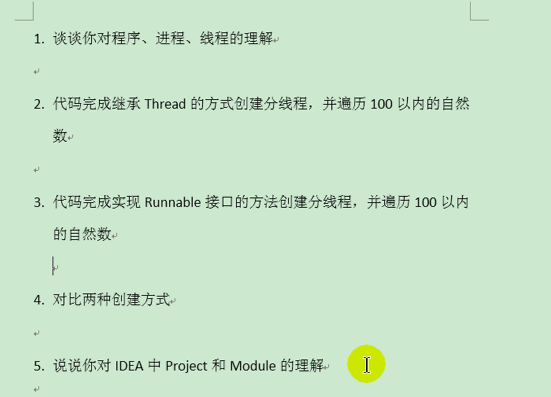 1. 谈谈你对程序、进程、线程的理解
2. 代码完成继承 Thread 的方式创建分线程，并遍历 100 以内的自然
数
3. 代码完成实现 Runnable 接口的方法创建分线程，并遍历 100 以内
的自然数
4. 对比两种创建方式
5. 说说你对 IDEA 中 Project 和 Module 的理解